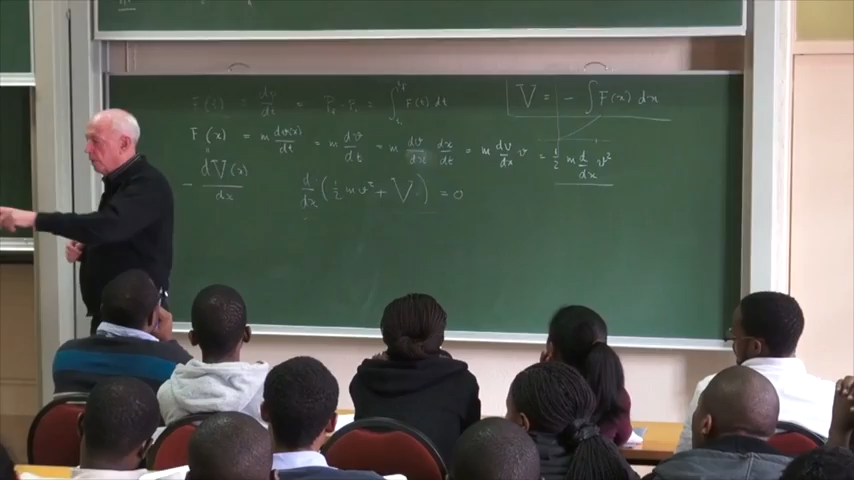 F(x) = dp/dt = P_f - P_i = ∫ F(t) dt
V = - ∫ F(x) dx
F(x) = m dv(x)/dt = m dv/dt = m dv/dx dx/dt = m dv/dx v = 1/2 m d/dx v²
- dV(x)/dx
d/dx (1/2 m v² + V) = 0